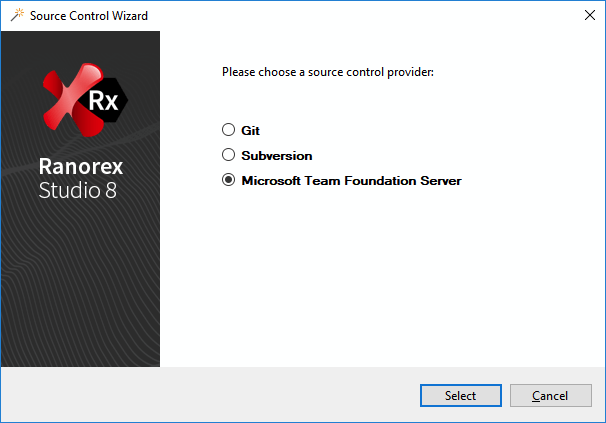 Source Control Wizard
Rx
Ranorex
Studio 8
Please choose a source control provider:
Git
Subversion
Microsoft Team Foundation Server
Select
Cancel